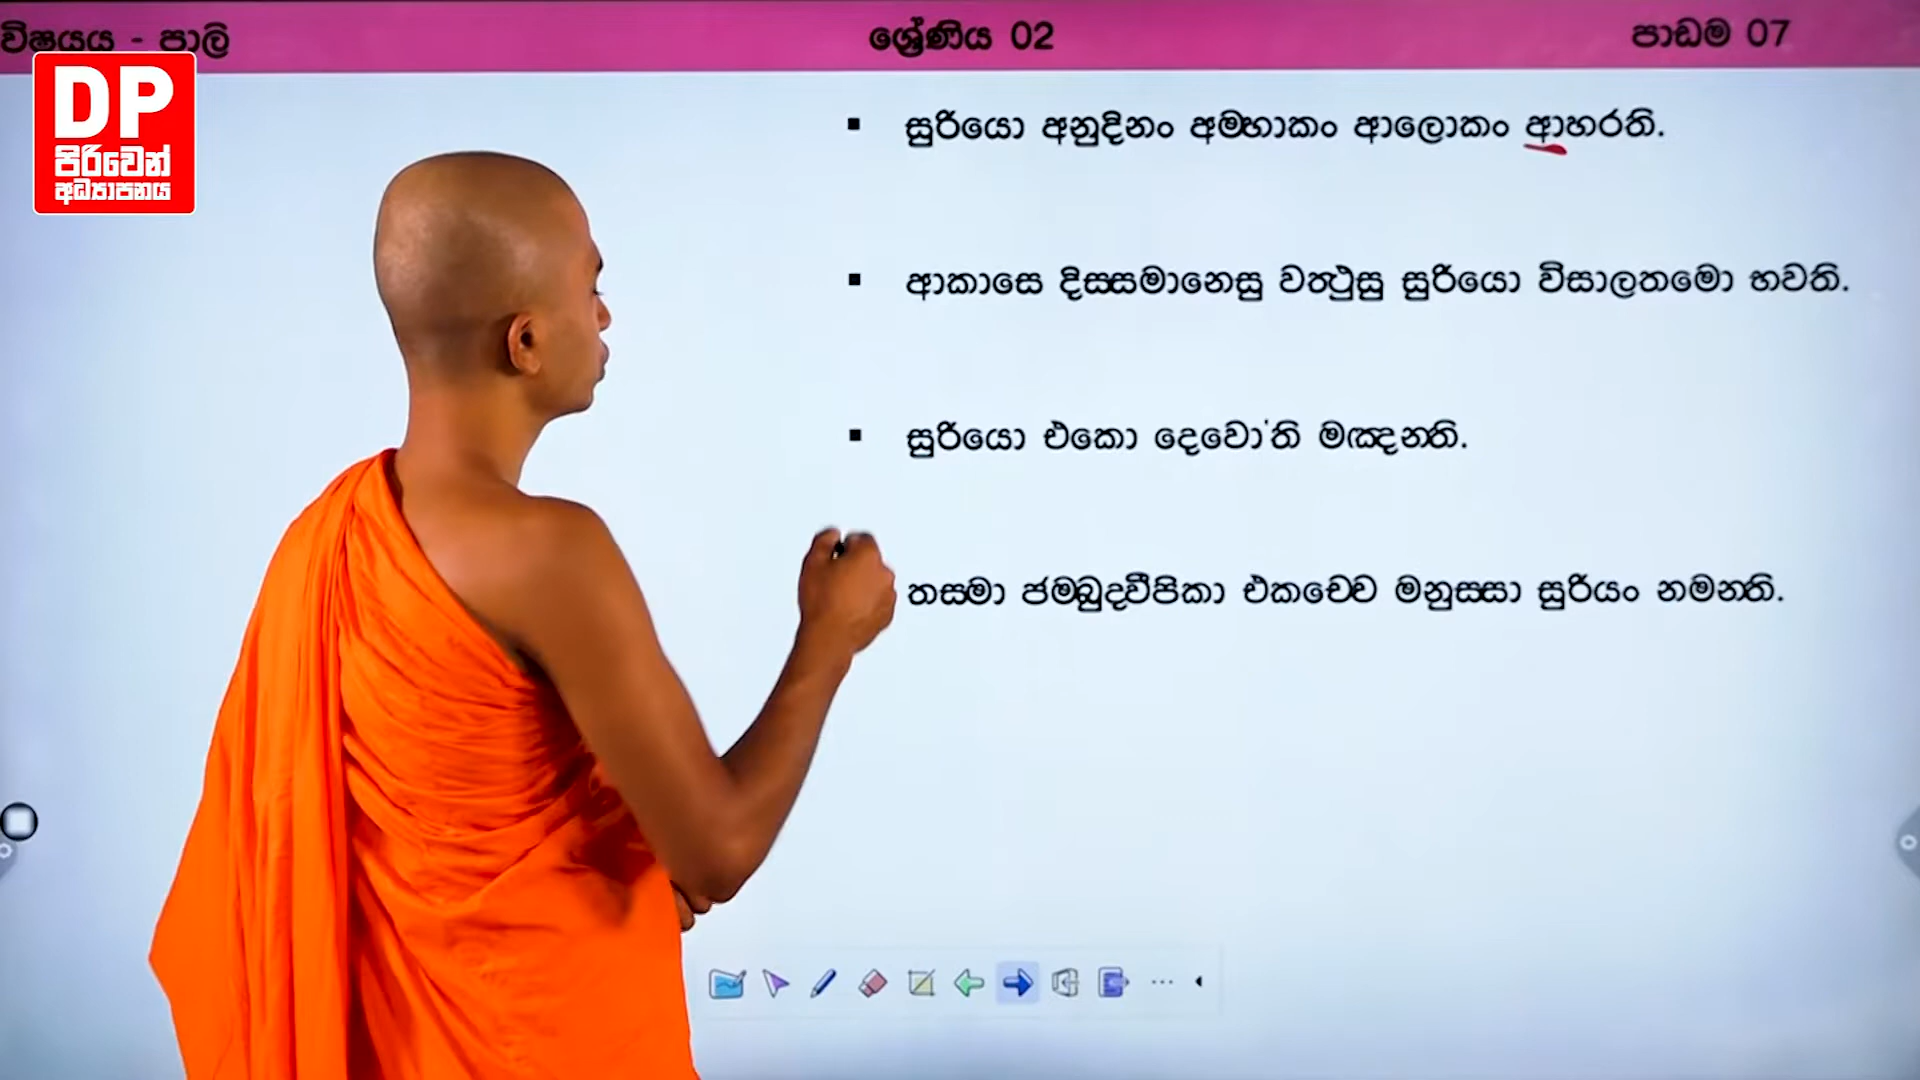 විෂයය - පාලි
ශ්‍රේණිය 02
පාඩම 07
DP
පිරිවෙන්
අධ්‍යාපනය
සුරියො අනුදිනං අම්හාකං ආලොකං ආහරති.
ආකාසෙ දිස්සමානෙසු වත්ථුසු සුරියො විසාලතමො භවති.
සුරියො එකො දෙවො'ති මඤ්ඤන්ති.
තස්මා ජම්බුදීපිකා එකච්චෙ මනුස්සා සුරියං නමන්ති.